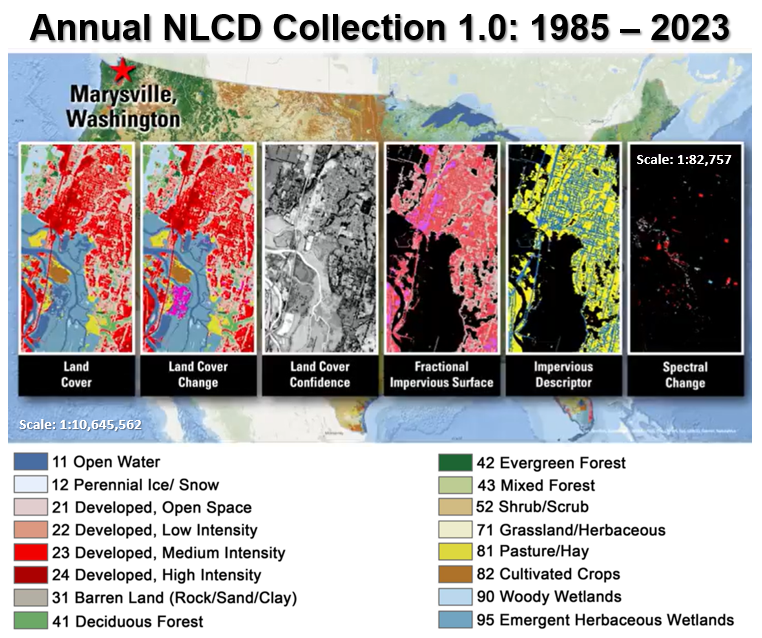 Annual NLCD Collection 1.0: 1985 – 2023
Marysville,
Washington
Scale: 1:82,757
Land
Cover
Land Cover
Change
Land Cover
Confidence
Fractional
Impervious Surface
Impervious
Descriptor
Spectral
Change
Scale: 1:10,645,562
11 Open Water
12 Perennial Ice/ Snow
21 Developed, Open Space
22 Developed, Low Intensity
23 Developed, Medium Intensity
24 Developed, High Intensity
31 Barren Land (Rock/Sand/Clay)
41 Deciduous Forest
42 Evergreen Forest
43 Mixed Forest
52 Shrub/Scrub
71 Grassland/Herbaceous
81 Pasture/Hay
82 Cultivated Crops
90 Woody Wetlands
95 Emergent Herbaceous Wetlands